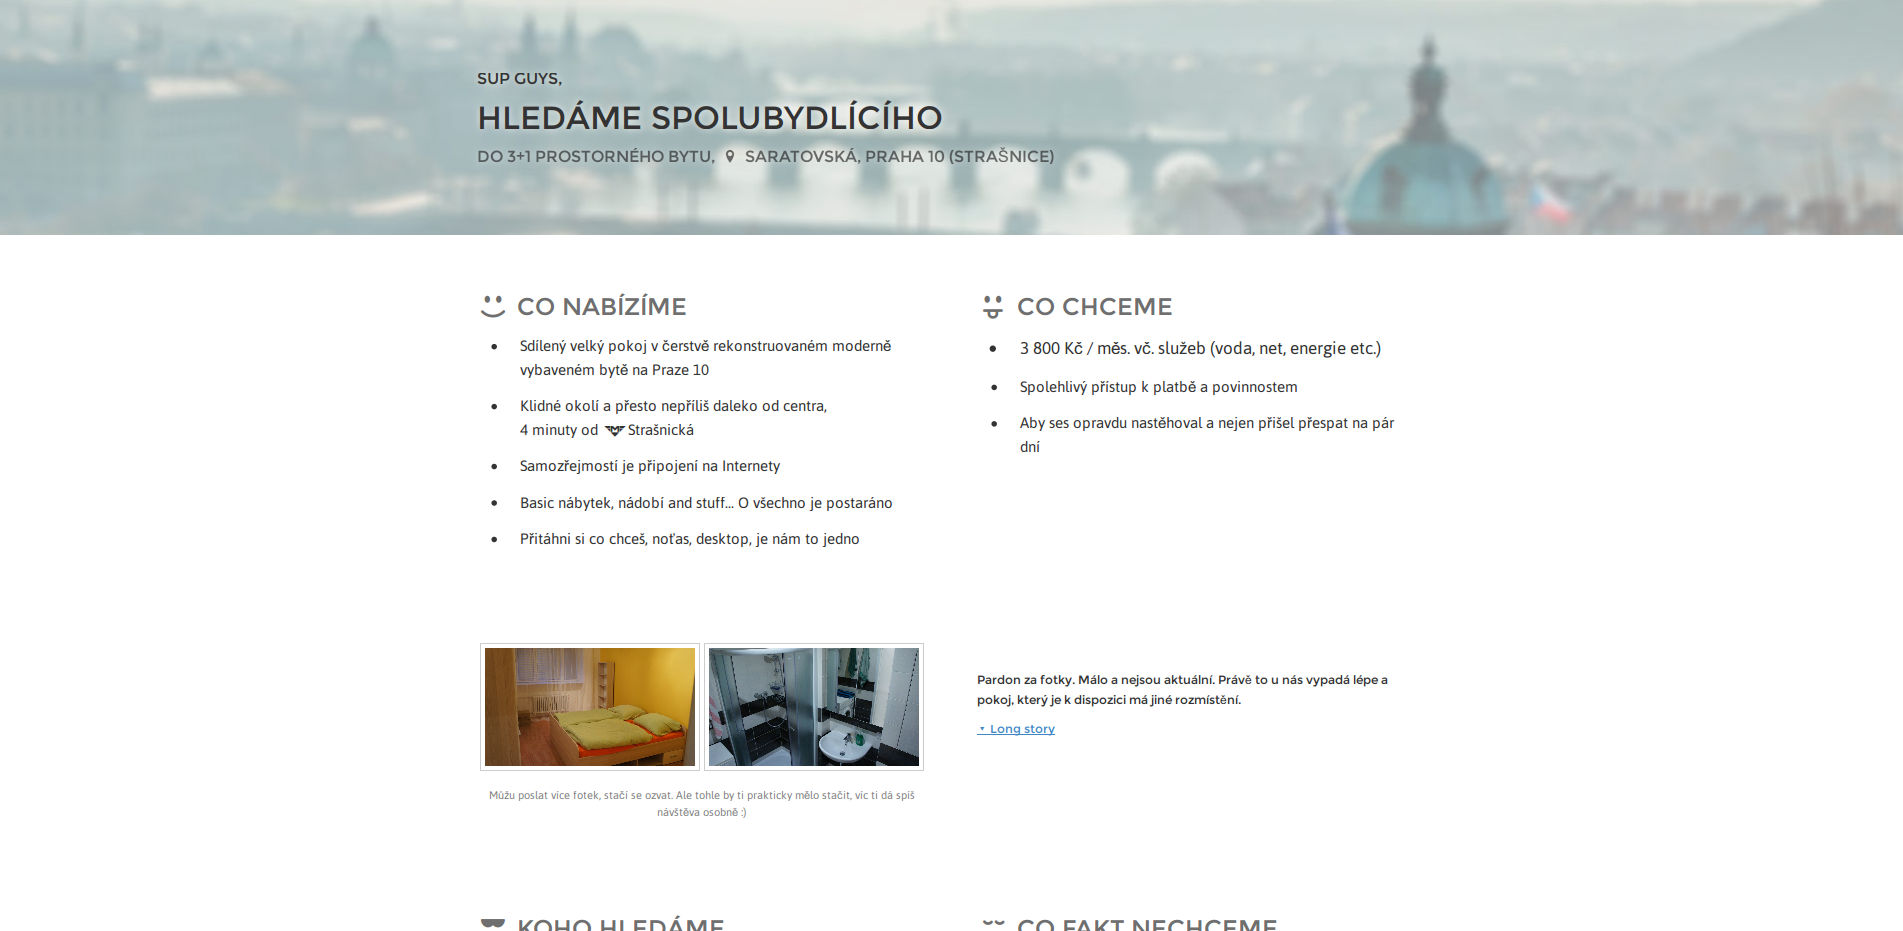 SUP GUYS,
HLEDÁME SPOLUBYDLÍCÍHO
DO 3+1 PROSTORNÉHO BYTU, SARATOVSKÁ, PRAHA 10 (STRAŠNICE)
CO NABÍZÍME
Sdílený velký pokoj v čerstvě rekonstruovaném moderně
vybaveném bytě na Praze 10
Klidné okolí a přesto nepříliš daleko od centra,
4 minuty od Strašnická
Samozřejmostí je připojení na Internety
Basic nábytek, nádobí and stuff... O všechno je postaráno
Přitáhni si co chceš, noťas, desktop, je nám to jedno
CO CHCEME
3 800 Kč / měs. vč. služeb (voda, net, energie etc.)
Spolehlivý přístup k platbě a povinnostem
Aby ses opravdu nastěhoval a nejen přišel přespat na pár
dní
Můžu poslat více fotek, stačí se ozvat. Ale tohle by ti prakticky mělo stačit, víc ti dá spíš
návštěva osobně :)
Pardon za fotky. Málo a nejsou aktuální. Právě to u nás vypadá lépe a
pokoj, který je k dispozici má jiné rozmístění.
Long story
KOHO HLEDÁME
CO FAKT NECHCEME